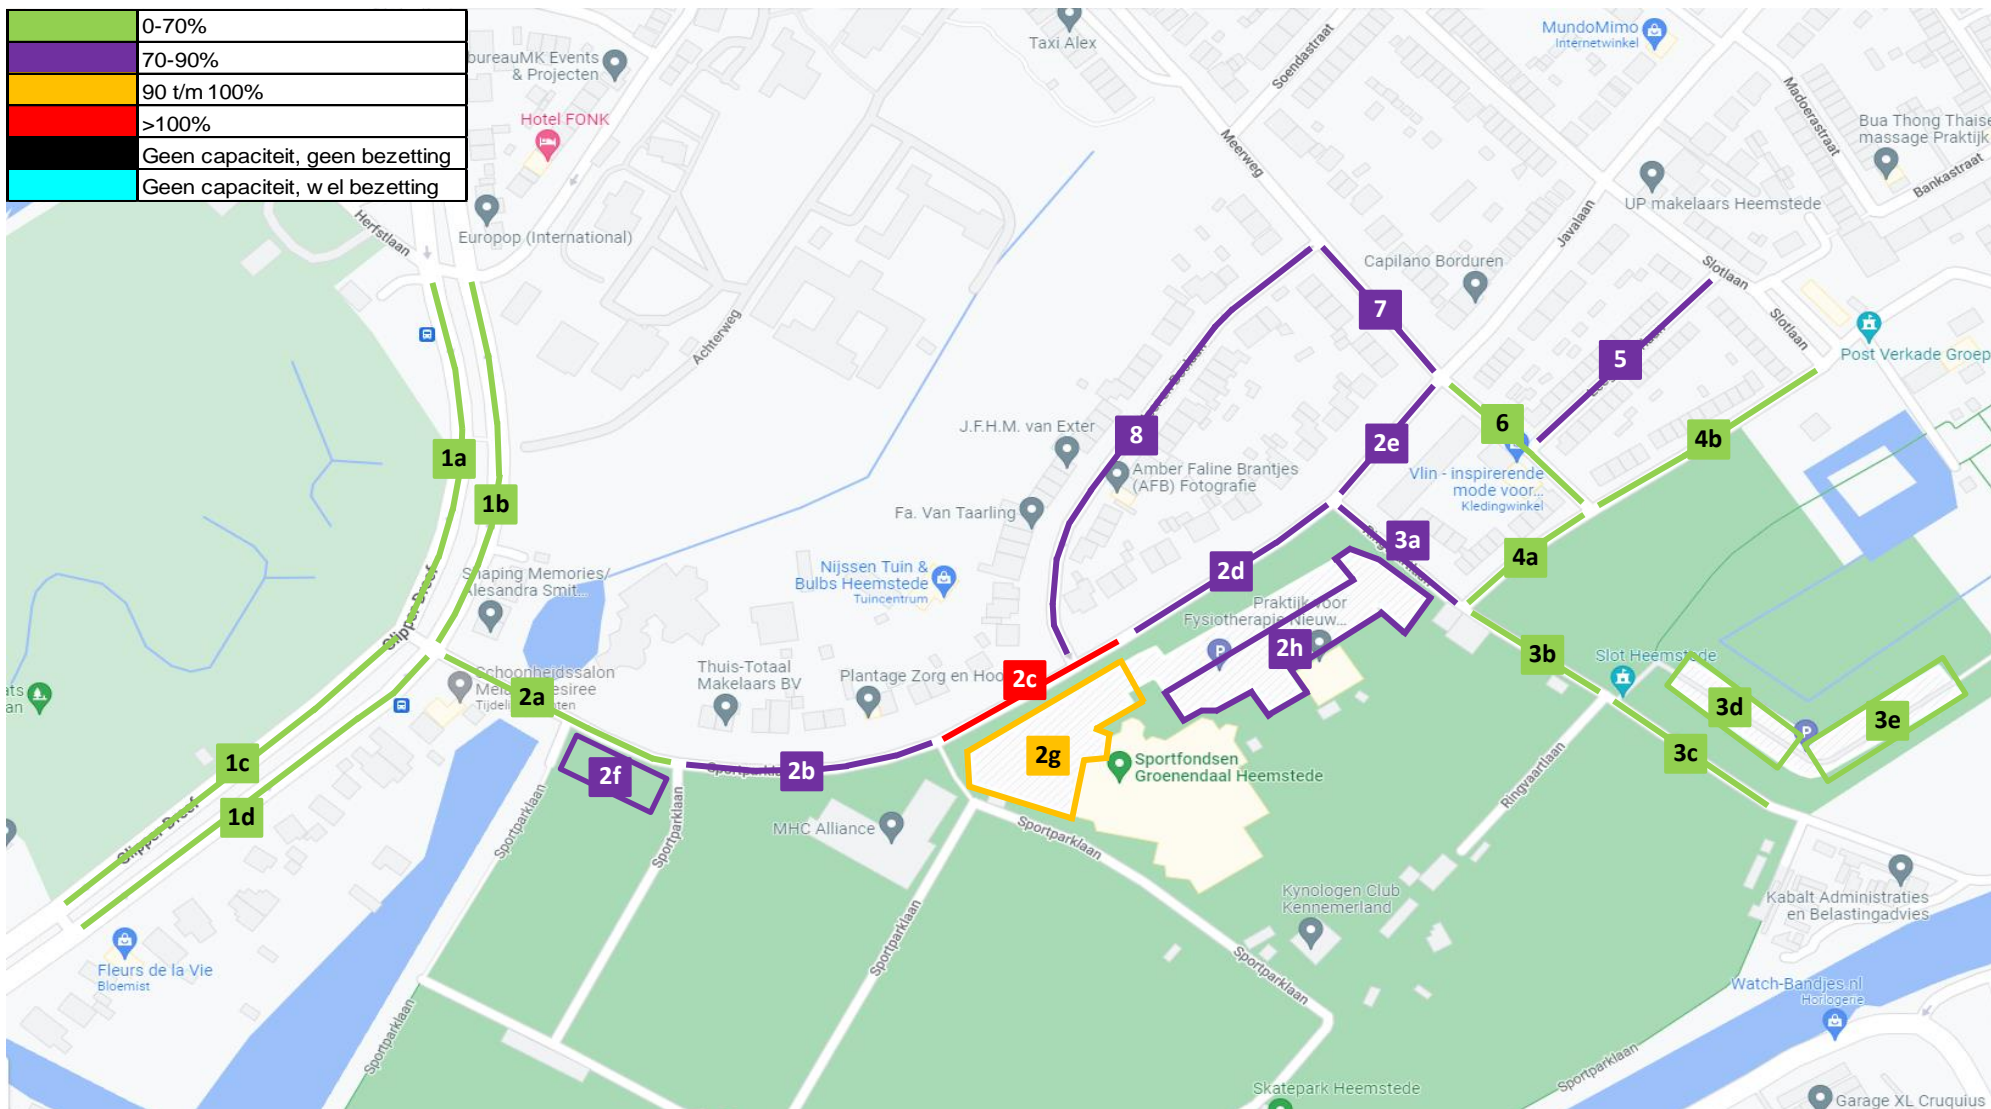 0-70%
70-90%
90 t/m 100%
>100%
Geen capaciteit, geen bezetting
Geen capaciteit, wel bezetting
bureauMK Events
& Projecten
Hotel FONK
Europop (International)
Herfstlaan
Achterweg
Taxi Alex
Soendastraat
Meerweg
MundoMimo
Internetwinkel
Madoerastraat
Bua Thong Thaise
massage Praktijk
Bankastraat
UP makelaars Heemstede
Javalaan
Slotlaan
Slotlaan
Capilano Borduren
Post Verkade Groep
7
5
6
4b
8
2e
1a
1b
J.F.H.M. van Exter
Amber Faline Brantjes
(AFB) Fotografie
Fa. Van Taarling
Vlin - inspirerende
mode voor...
Kledingwinkel
3a
4a
2d
Nijssen Tuin &
Bulbs Heemstede
Tuincentrum
Shaping Memories/
Alesandra Smit...
Praktijk voor
Fysiotherapie Nieuw...
2h
3b
Slot Heemstede
Glipper Dreef
Schoonheidssalon
2a
Thuis-Totaal
Makelaars BV
Plantage Zorg en
2c
3d
3e
3c
1c
1d
2f
2b
2g
Sportfondsen
Groenendaal Heemstede
Glipper Dreef
Sportparklaan
Sportparklaan
MHC Alliance
Sportparklaan
Ringvaartlaan
Kynologen Club
Kennemerland
Kabalt Administraties
en Belastingadvies
Sportparklaan
Sportparklaan
Fleurs de la Vie
Bloemist
Watch-Bandjes.nl
Horlogerie
Sportparklaan
Sportparklaan
Skatepark Heemstede
Garage XL Cruquius